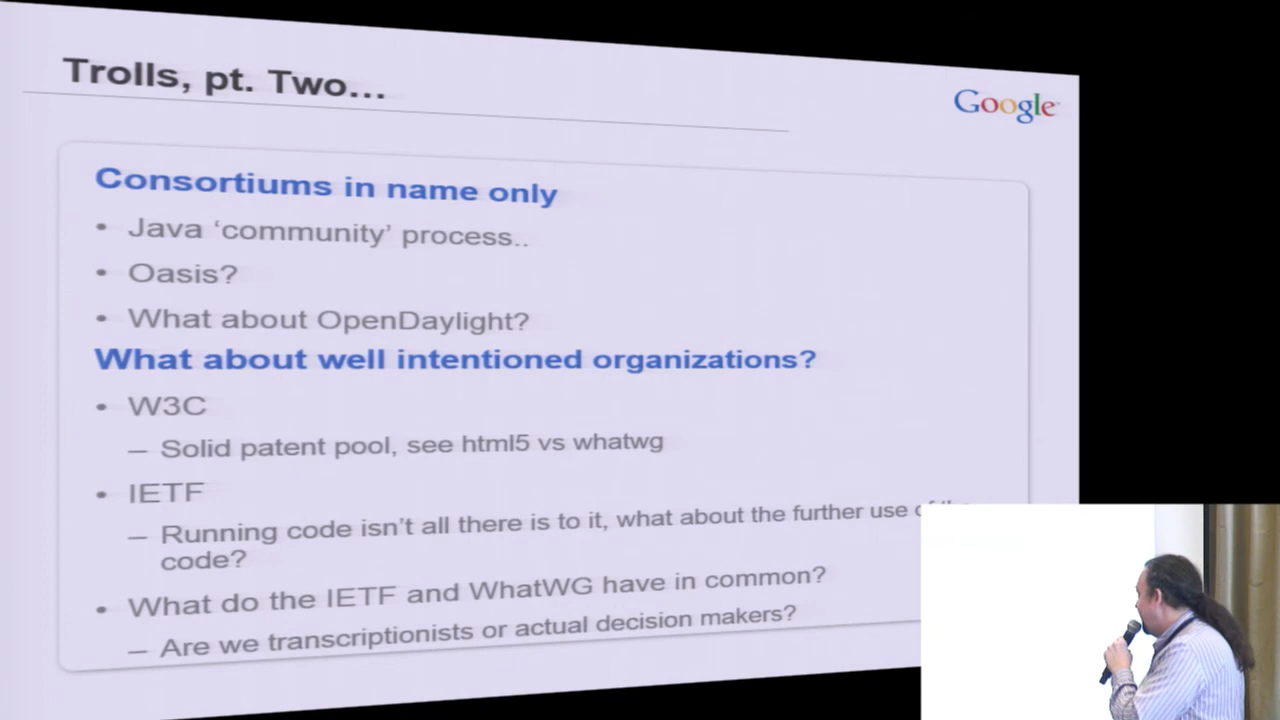 Trolls, pt. Two...
Google
Consortiums in name only
• Java ‘community’ process..
• Oasis?
• What about OpenDaylight?
What about well intentioned organizations?
• W3C
– Solid patent pool, see html5 vs whatwg
• IETF
– Running code isn’t all there is to it, what about the further use
code?
• What do the IETF and WhatWG have in common?
– Are we transcriptionists or actual decision makers?